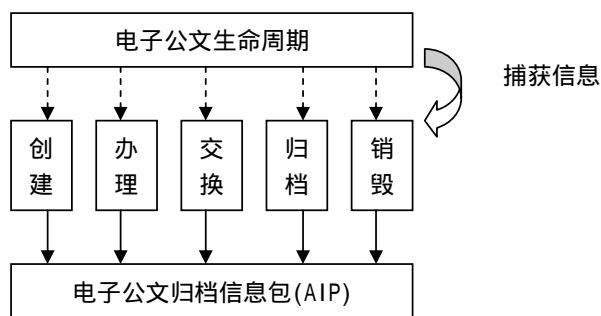 电子公文生命周期
捕获信息
创建
办理
交换
归档
销毁
电子公文归档信息包(AIP)